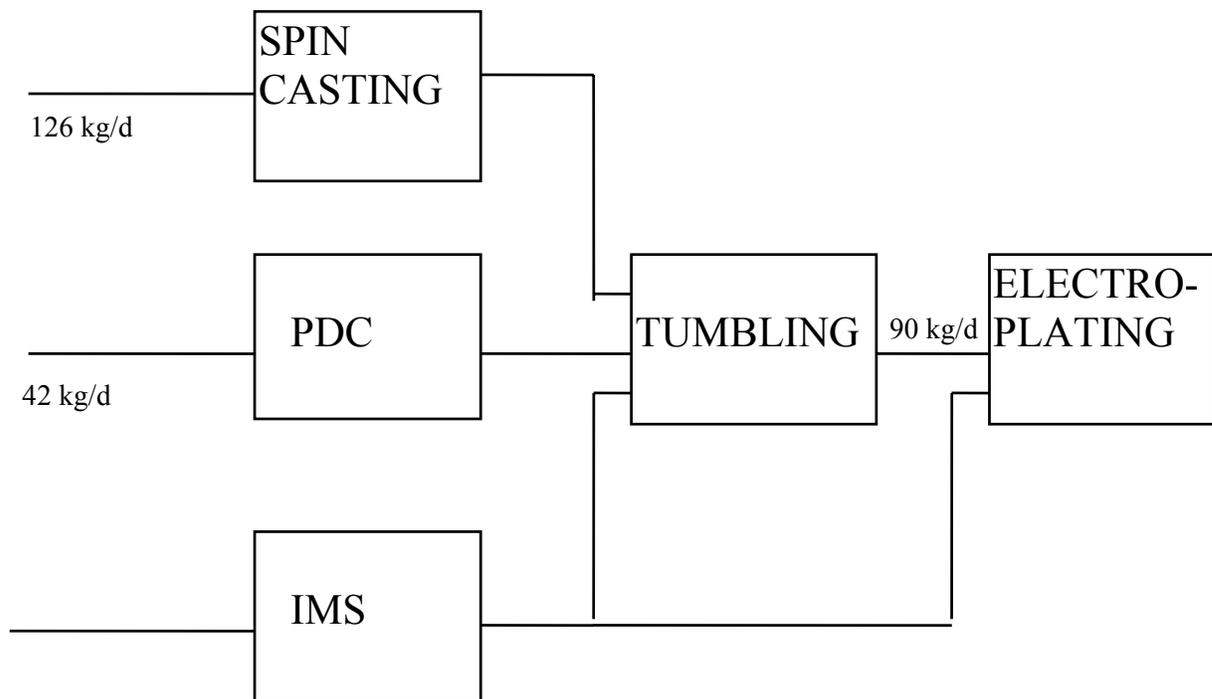 SPIN
CASTING
126 kg/d
PDC
42 kg/d
TUMBLING
90 kg/d
ELECTRO-
PLATING
IMS